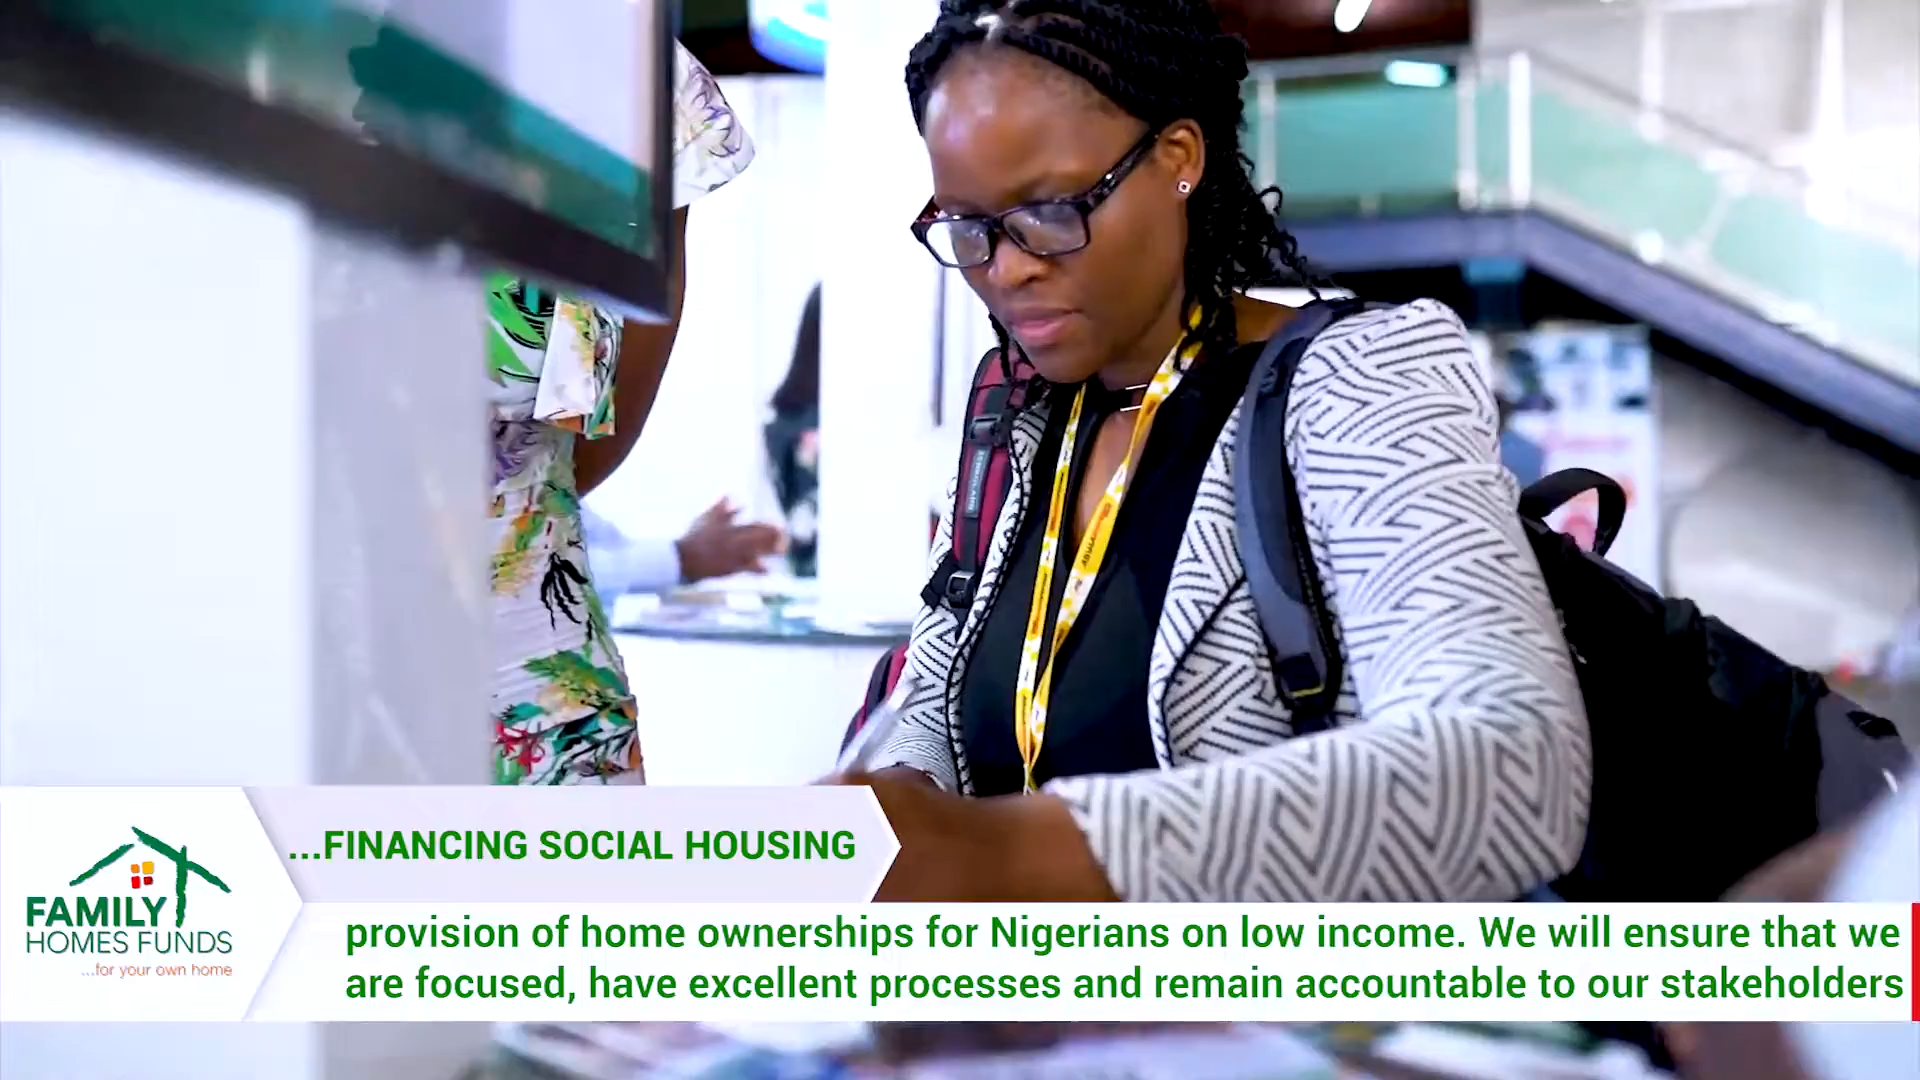 ...FINANCING SOCIAL HOUSING
FAMILY
HOMES FUNDS
...for your own home
provision of home ownerships for Nigerians on low income. We will ensure that we
are focused, have excellent processes and remain accountable to our stakeholders